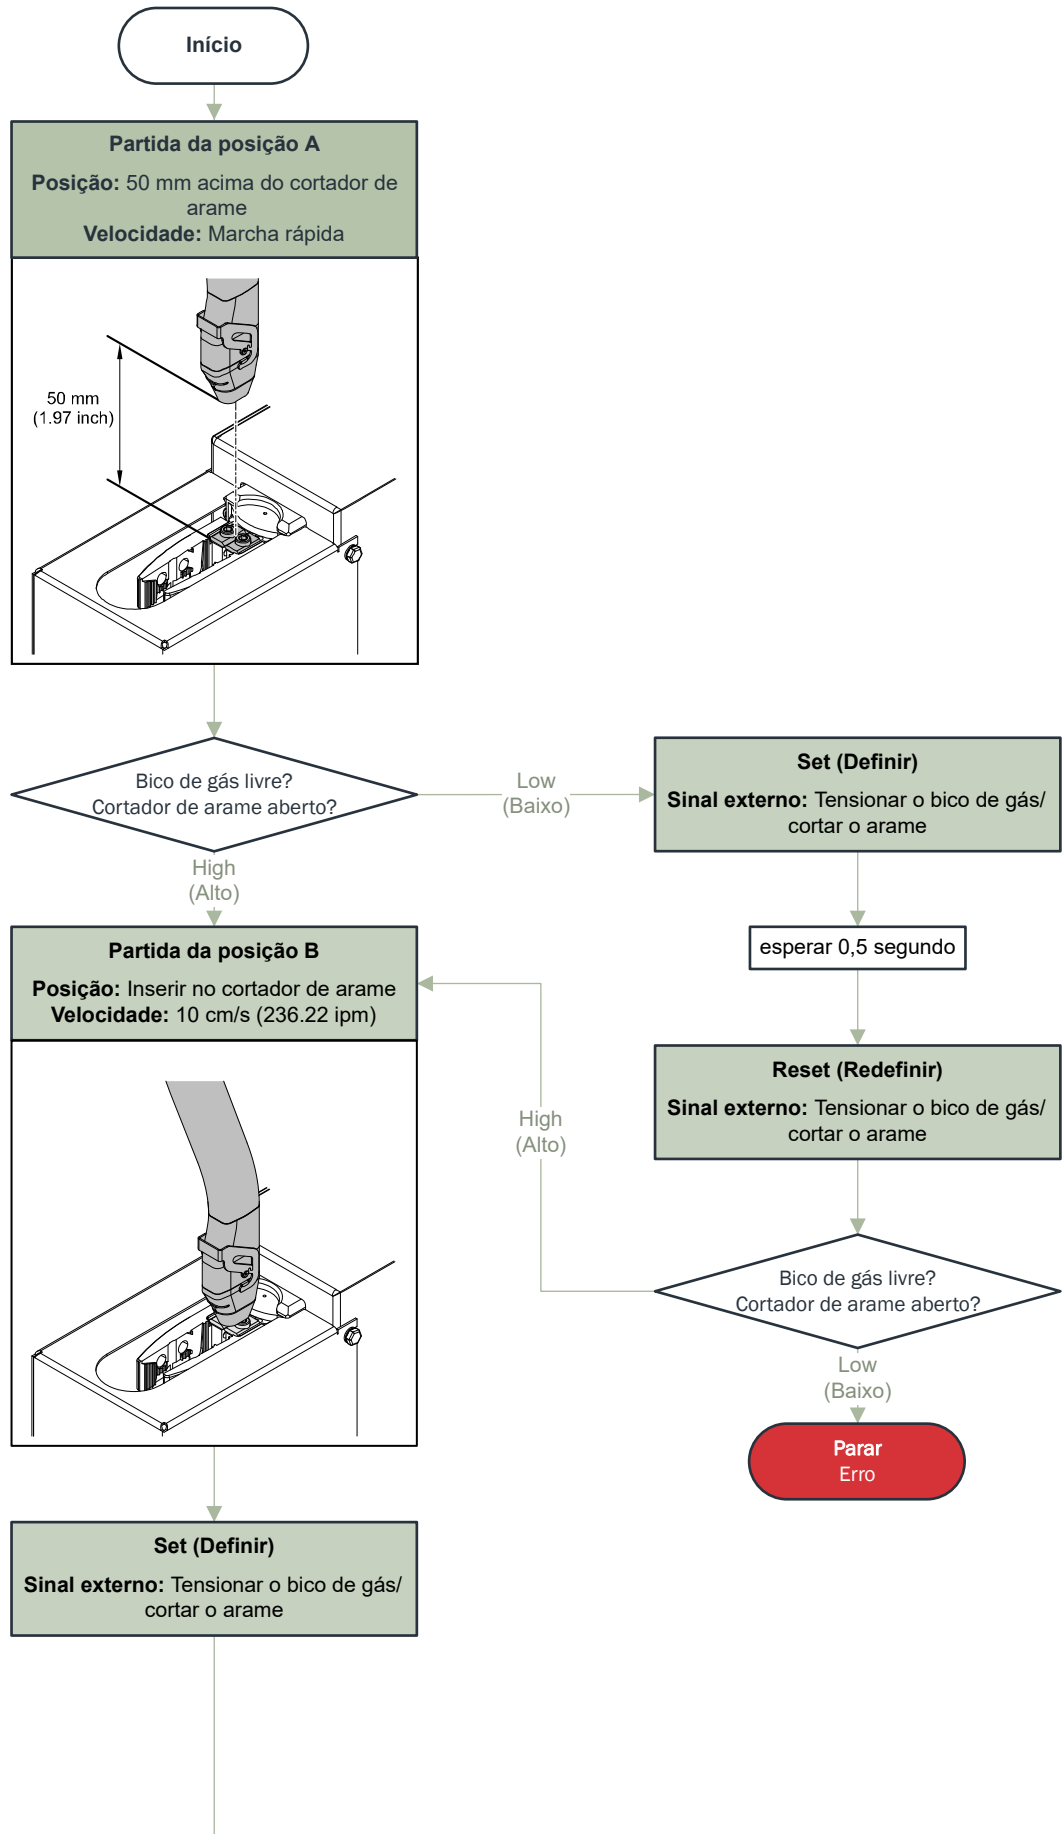 Início
Partida da posição A
Posição: 50 mm acima do cortador de
arame
Velocidade: Marcha rápida
50 mm
(1.97 inch)
Bico de gás livre?
Cortador de arame aberto?
Low
(Baixo)
Set (Definir)
Sinal externo: Tensionar o bico de gás/
cortar o arame
High
(Alto)
esperar 0,5 segundo
Partida da posição B
Posição: Inserir no cortador de arame
Velocidade: 10 cm/s (236.22 ipm)
Reset (Redefinir)
Sinal externo: Tensionar o bico de gás/
cortar o arame
High
(Alto)
Bico de gás livre?
Cortador de arame aberto?
Low
(Baixo)
Parar
Erro
Set (Definir)
Sinal externo: Tensionar o bico de gás/
cortar o arame